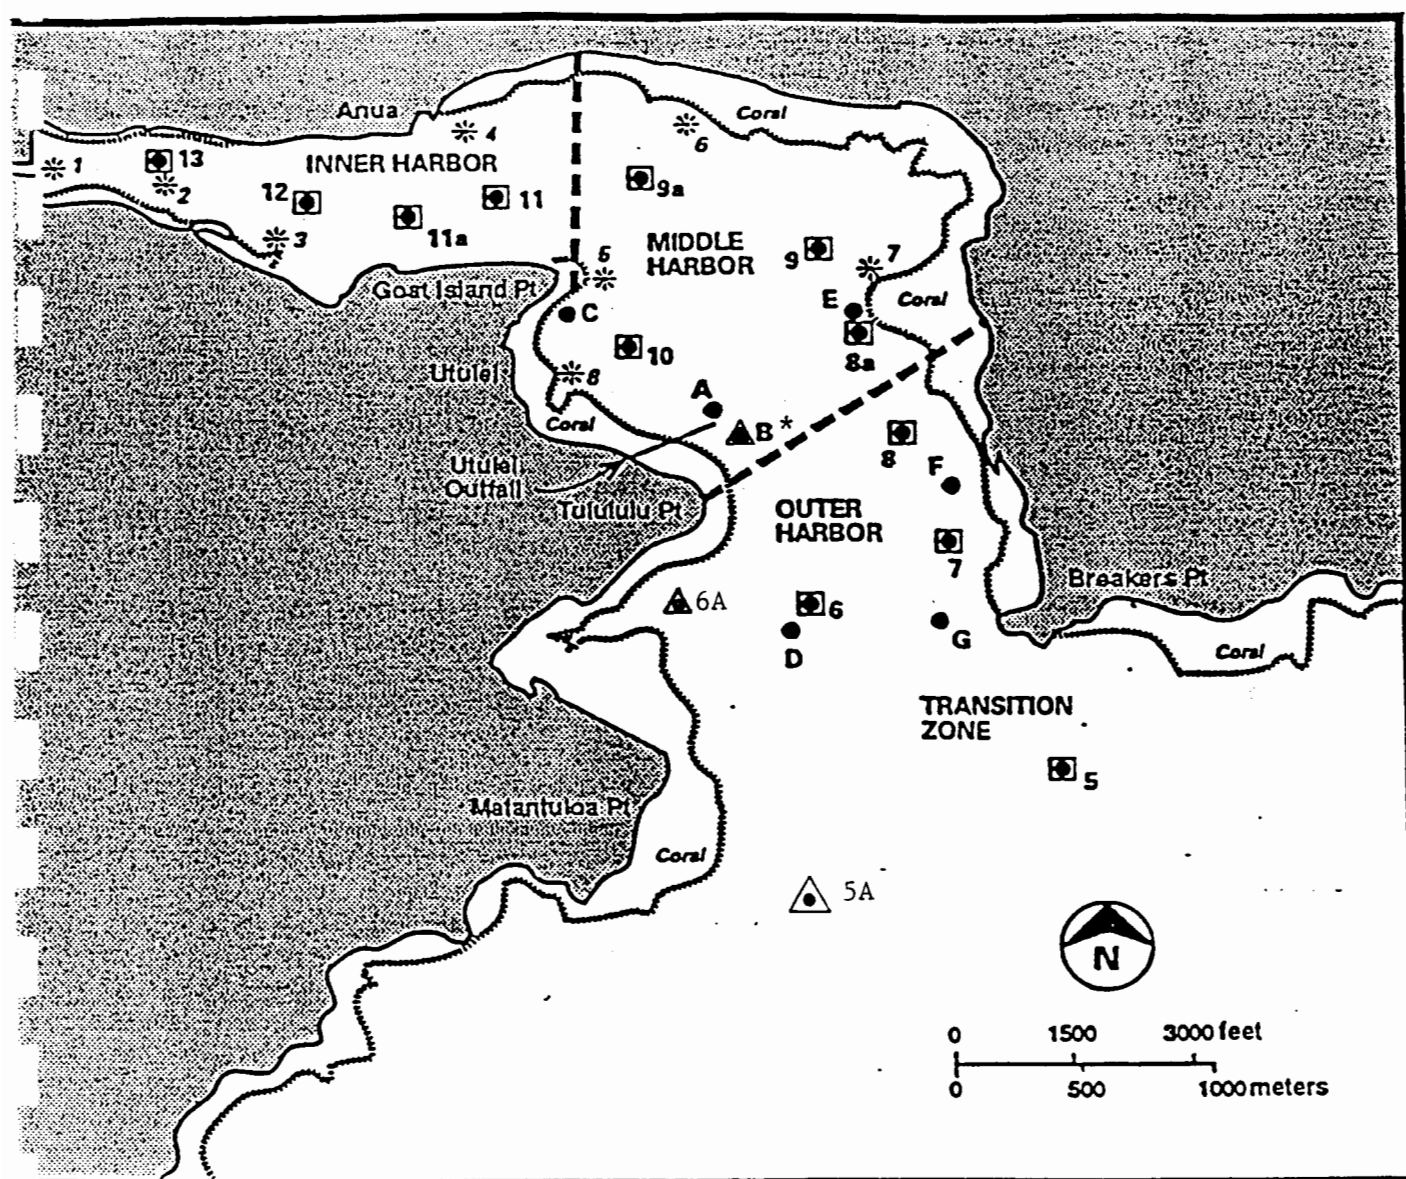 Coral
Anua
4
6
1
13
INNER HARBOR
2
12
11
9a
3
11a
MIDDLE
HARBOR
9
7
5
Goat Island Pt
C
E
Coral
10
8a
Utulei
8
A
Coral
B*
8
Utulei
Outfall
F
Tulutulu Pt
OUTER
HARBOR
7
Breakers Pt
6A
6
D
G
Coral
TRANSITION
ZONE
5
Matantuloa Pt
Coral
5A
N
0 1500 3000 feet
0 500 1000 meters